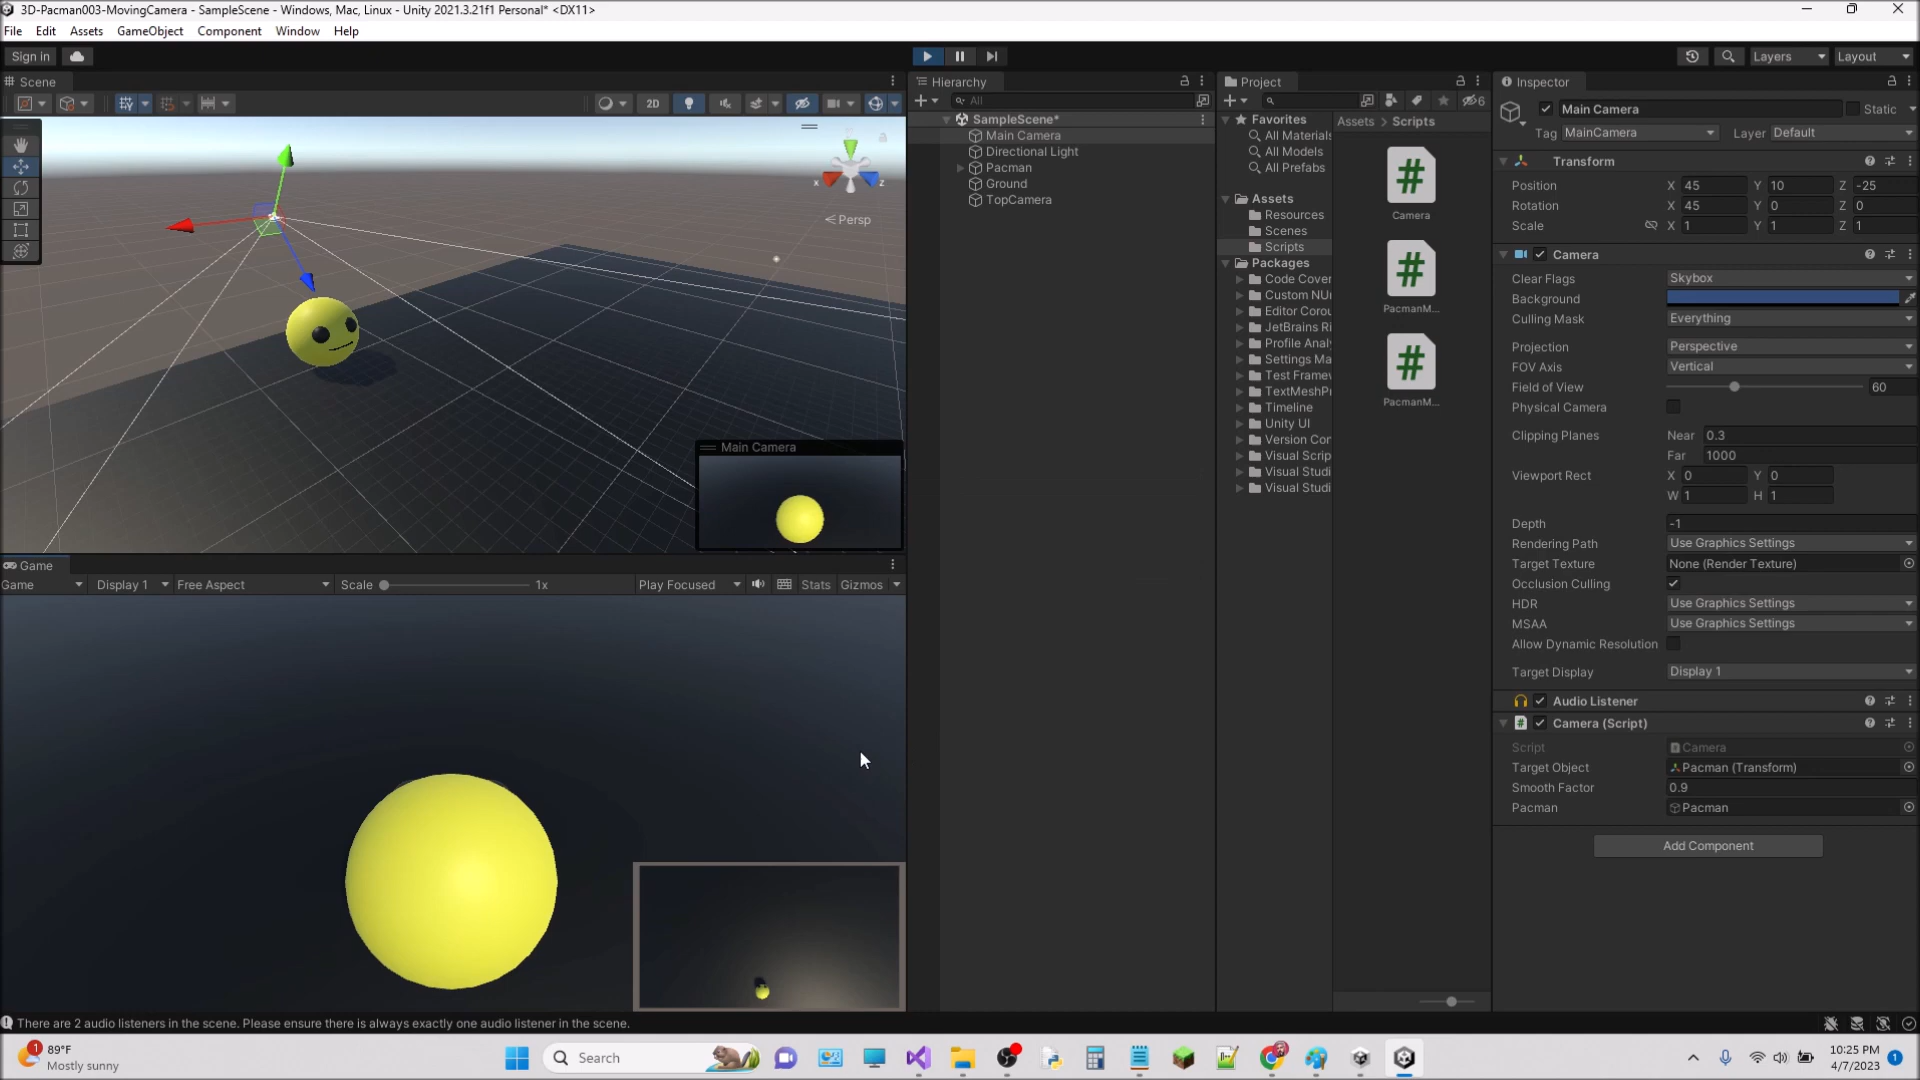 3D-Pacman003-MovingCamera - SampleScene - Windows, Mac, Linux - Unity 2021.3.21f1 Personal* <DX11>
File Edit Assets GameObject Component Window Help
Sign in
Layers
Layout
Scene
2D
Persp
x
z
Main Camera
Game
Game
Display 1
Free Aspect
Scale
1x
Play Focused
Stats
Gizmos
Hierarchy
All
SampleScene*
Main Camera
Directional Light
Pacman
Ground
TopCamera
Project
6
Favorites
All Materials
All Models
All Prefabs
Assets
Resources
Scenes
Scripts
Packages
Code Cover
Custom NUn
Editor Corou
JetBrains Ri
Profile Analy
Settings Ma
Test Framew
TextMeshPr
Timeline
Unity UI
Version Con
Visual Scrip
Visual Studi
Visual Studi
Assets > Scripts
#
Camera
#
PacmanM...
#
PacmanM...
Inspector
Main Camera
Static
Tag MainCamera
Layer Default
Transform
Position X 45 Y 10 Z -25
Rotation X 45 Y 0 Z 0
Scale X 1 Y 1 Z 1
Camera
Clear Flags Skybox
Background
Culling Mask Everything
Projection Perspective
FOV Axis Vertical
Field of View 60
Physical Camera
Clipping Planes Near 0.3
Far 1000
Viewport Rect X 0 Y 0
W 1 H 1
Depth -1
Rendering Path Use Graphics Settings
Target Texture None (Render Texture)
Occlusion Culling
HDR Use Graphics Settings
MSAA Use Graphics Settings
Allow Dynamic Resolution
Target Display Display 1
Audio Listener
# Camera (Script)
Script Camera
Target Object Pacman (Transform)
Smooth Factor 0.9
Pacman Pacman
Add Component
There are 2 audio listeners in the scene. Please ensure there is always exactly one audio listener in the scene.
1
89°F
Mostly sunny
Search
10:25 PM
4/7/2023
1